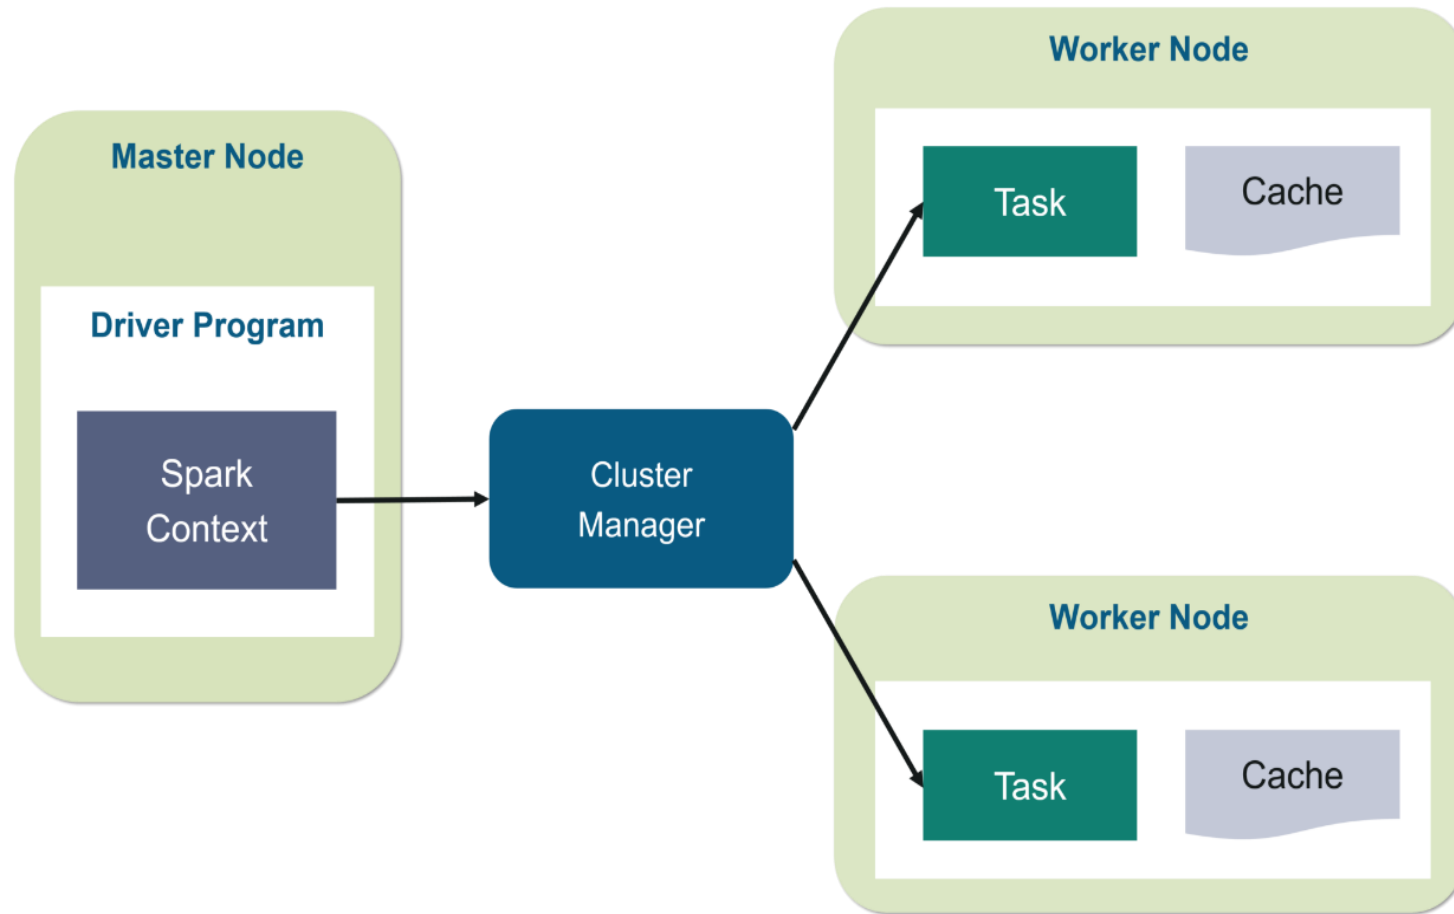 Master Node
Driver Program
Spark
Context
Cluster
Manager
Worker Node
Task
Cache
Worker Node
Task
Cache